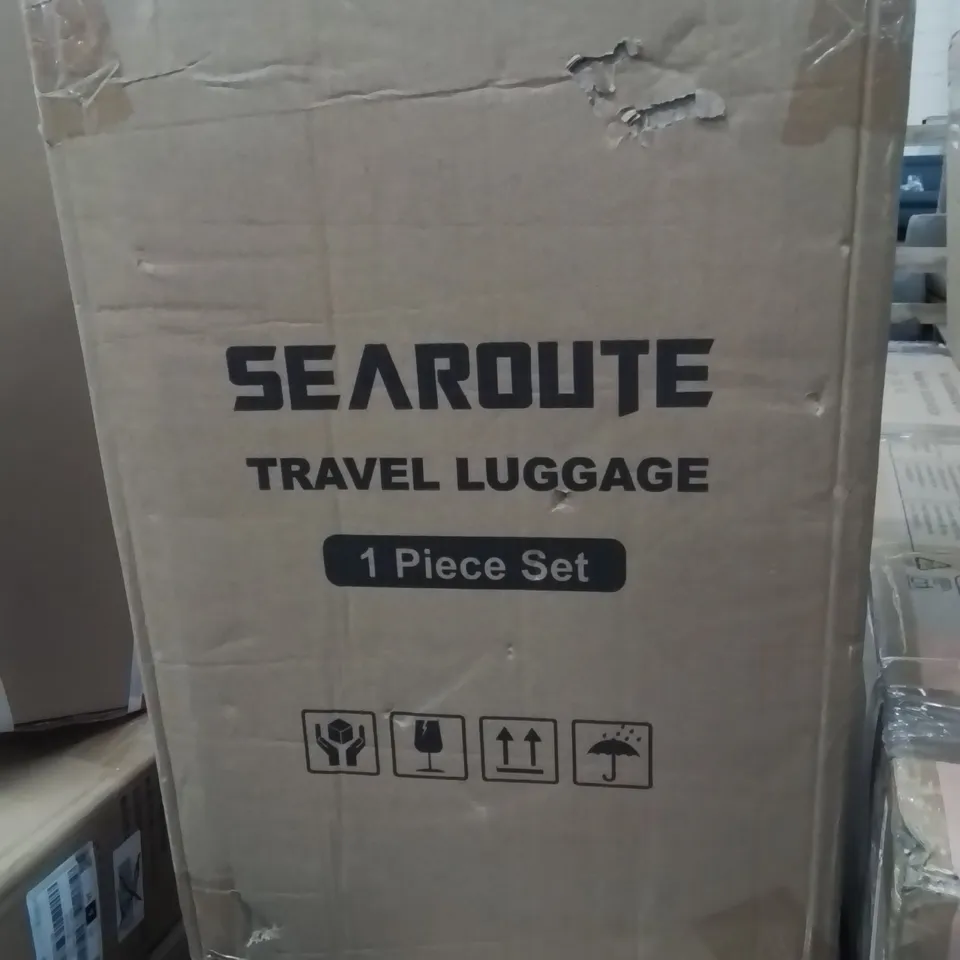 SEAROUTE
TRAVEL LUGGAGE
1 Piece Set